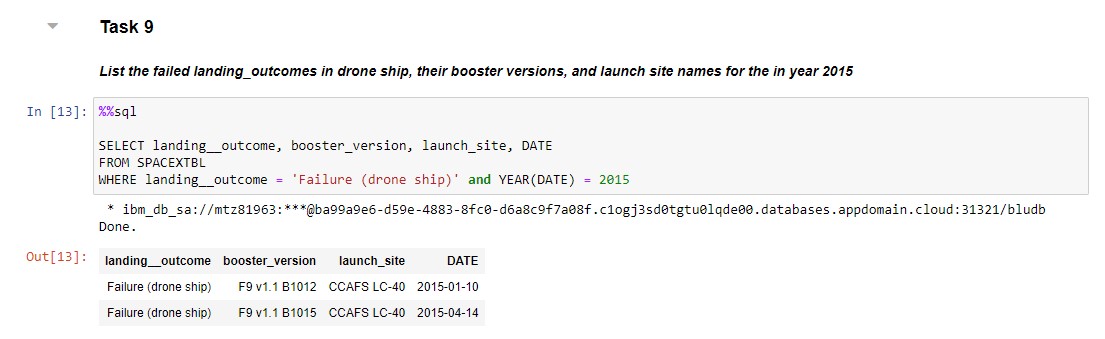 Task 9
List the failed landing_outcomes in drone ship, their booster versions, and launch site names for the in year 2015
In [13]: %%sql
SELECT landing__outcome, booster_version, launch_site, DATE
FROM SPACEXTBL
WHERE landing__outcome = 'Failure (drone ship)' and YEAR(DATE) = 2015
* ibm_db_sa://mtz81963:***@ba99a9e6-d59e-4883-8fc0-d6a8c9f7a08f.c1ogj3sd0tgtu0lqde00.databases.appdomain.cloud:31321/bludb
Done.
Out[13]: landing__outcome booster_version launch_site DATE
Failure (drone ship) F9 v1.1 B1012 CCAFS LC-40 2015-01-10
Failure (drone ship) F9 v1.1 B1015 CCAFS LC-40 2015-04-14